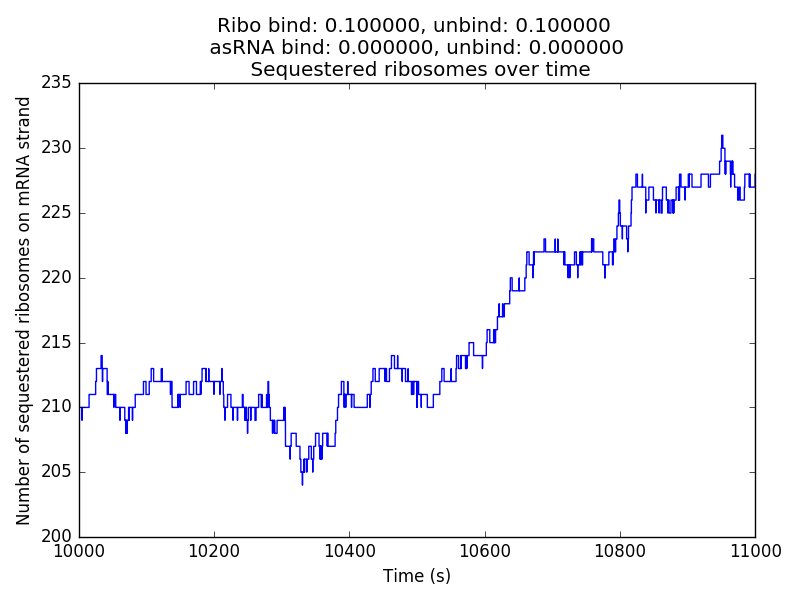 Ribo bind: 0.100000, unbind: 0.100000
asRNA bind: 0.000000, unbind: 0.000000
Sequestered ribosomes over time
Number of sequestered ribosomes on mRNA strand
235
230
225
220
215
210
205
200
10000 10200 10400 10600 10800 11000
Time (s)